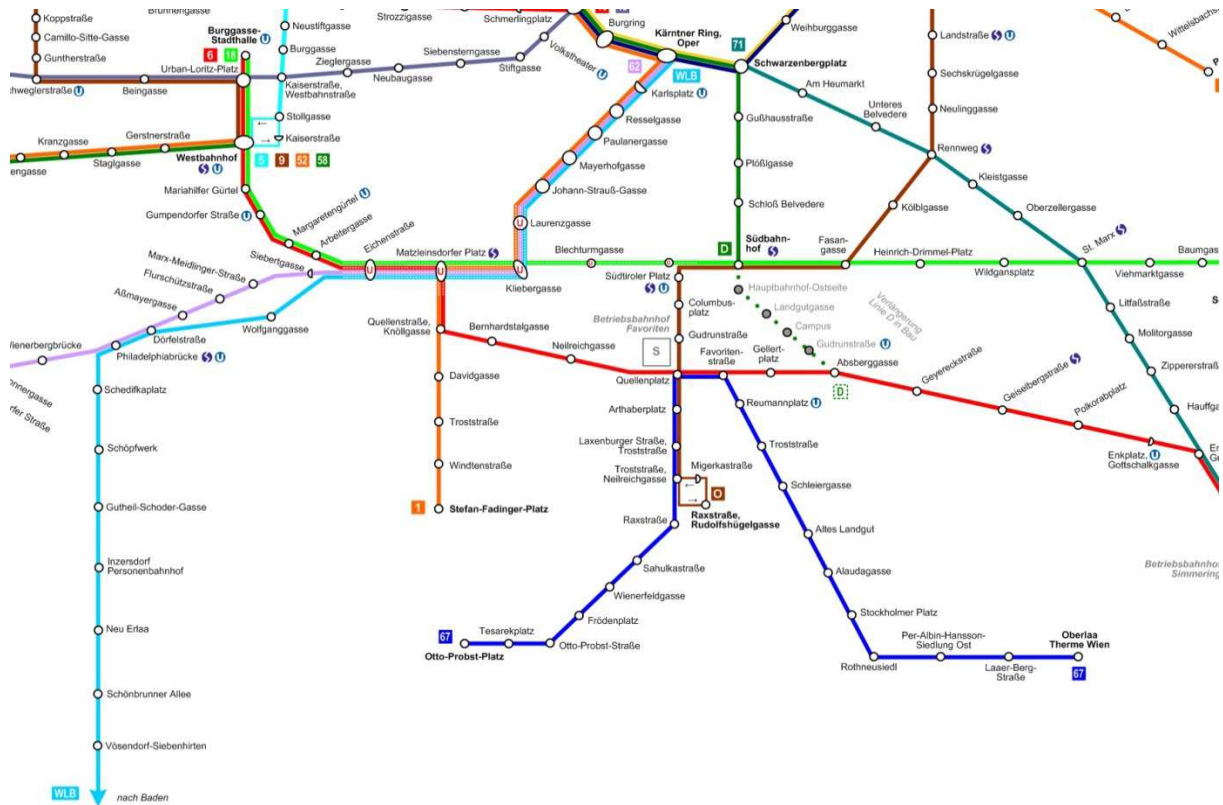 Koppstraße
Camillo-Sitte-Gasse
Guntherstraße
Beingasse
Urban-Loritz-Platz
Burggasse-
Stadthalle U
6
18
Neustiftgasse
Burggasse
Zieglergasse
Neubaugasse
Siebensterngasse
Stiftgasse
Strozzigasse
Schmerlingplatz
Volkstheater U
Burgring
Kärntner Ring,
Oper
62
WLB
71
Weihburggasse
Schwarzenbergplatz
Landstraße S U
Sechskrügelgasse
Neulinggasse
Rennweg S
Kaiserstraße,
Westbahnstraße
Stollgasse
Kaiserstraße
Kranzgasse
Gerstnerstraße
Staglgasse
Westbahnhof
S U
5
9
52
58
Mariahilfer Gürtel
Gumpendorfer Straße U
Margaretengürtel U
Arbeitergasse
Eichenstraße
Matzleinsdorfer Platz S
Kliebergasse
Karlsplatz U
Resselgasse
Paulanergasse
Mayerhofgasse
Johann-Strauß-Gasse
Laurenzgasse
Blechturmgasse
Am Heumarkt
Unteres
Belvedere
Gußhausstraße
Plößlgasse
Schloß Belvedere
D
Südbahn-
hof S
Kleistgasse
Oberzellergasse
St. Marx S
Kölblgasse
Fasan-
gasse
Heinrich-Drimmel-Platz
Wildgansplatz
Viehmarktgasse
Litfaßstraße
Molitorgasse
Zippererstraße
Siebertgasse
Marx-Meidlinger-Straße
Flurschützstraße
Aßmayergasse
Dörfelstraße
Philadelphiabrücke S U
Wolfganggasse
Südtiroler Platz
S U
Columbus-
platz
Gudrunstraße
Betriebsbahnhof
Favoriten
S
Hauptbahnhof-Ostseite
Landgutgasse
Campus
Gudrunstraße U
Verlängerung
Linie D in Bau
D
Quellenstraße,
Knöllgasse
Bernhardstalgasse
Neilreichgasse
Quellenplatz
Favoriten-
straße
Gellert-
platz
Absberggasse
Geyereckstraße
Geiselbergstraße S
Polkorabplatz
Enkplatz, U
Gottschalkgasse
Davidgasse
Troststraße
Windtenstraße
1
Stefan-Fadinger-Platz
Arthaberplatz
Laxenburger Straße,
Troststraße
Troststraße,
Neilreichgasse
Migerkastraße
O
Raxstraße,
Rudolfshügelgasse
Reumannplatz U
Troststraße
Schleiergasse
Altes Landgut
Alaudagasse
Stockholmer Platz
Rothneusiedl
Per-Albin-Hansson-
Siedlung Ost
Laaer-Berg-
Straße
Oberlaa
Therme Wien
67
Raxstraße
Sahulkastraße
Wienerfeldgasse
Frödenplatz
Otto-Probst-Straße
Tesarekplatz
67
Otto-Probst-Platz
Schedifkaplatz
Schöpfwerk
Gutheil-Schoder-Gasse
Inzersdorf
Personenbahnhof
Neu Erlaa
Schönbrunner Allee
Vösendorf-Siebenhirten
WLB
nach Baden
Betriebsbahnhof
Simmering